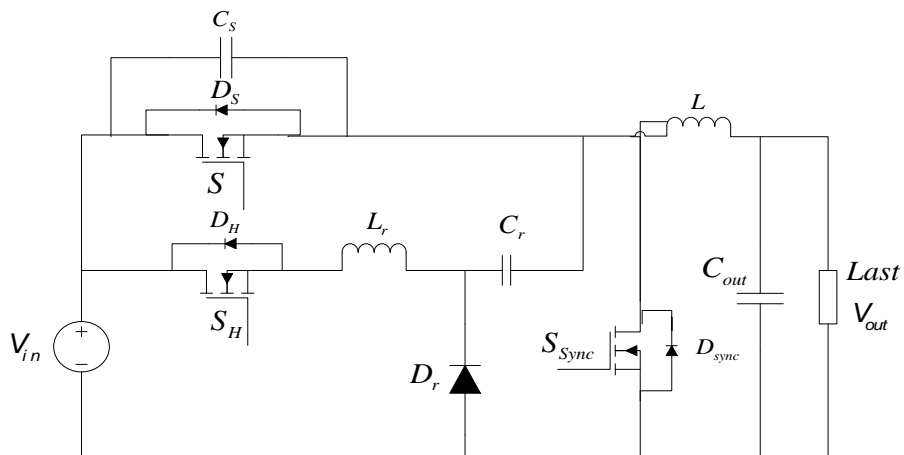 C_S
D_S
L
S
D_H
L_r
C_r
C_out
Last
V_out
S_H
V_in
S_Sync
D_sync
D_r